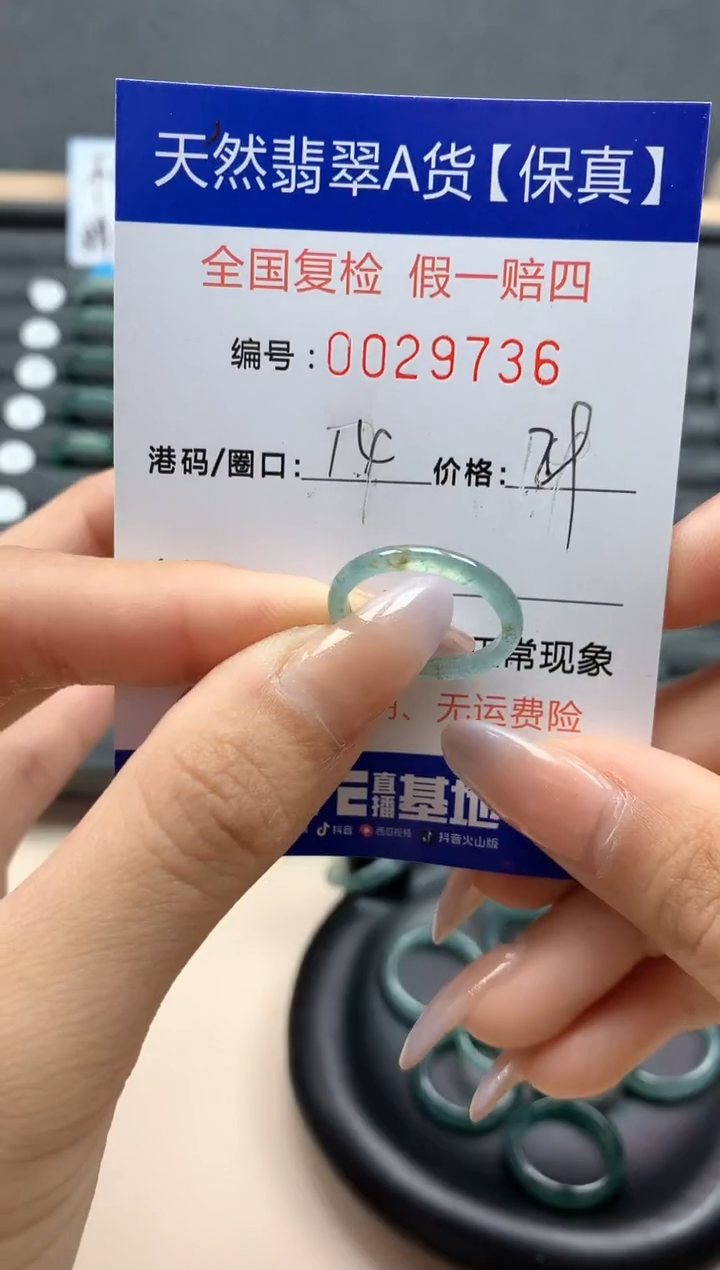 天然翡翠A货【保真】
全国复检 假一赔四
编号:0029736
港码/圈口:14 价格:
正常现象
、无运费险
E直播基地
抖音 西瓜视频 抖音火山版